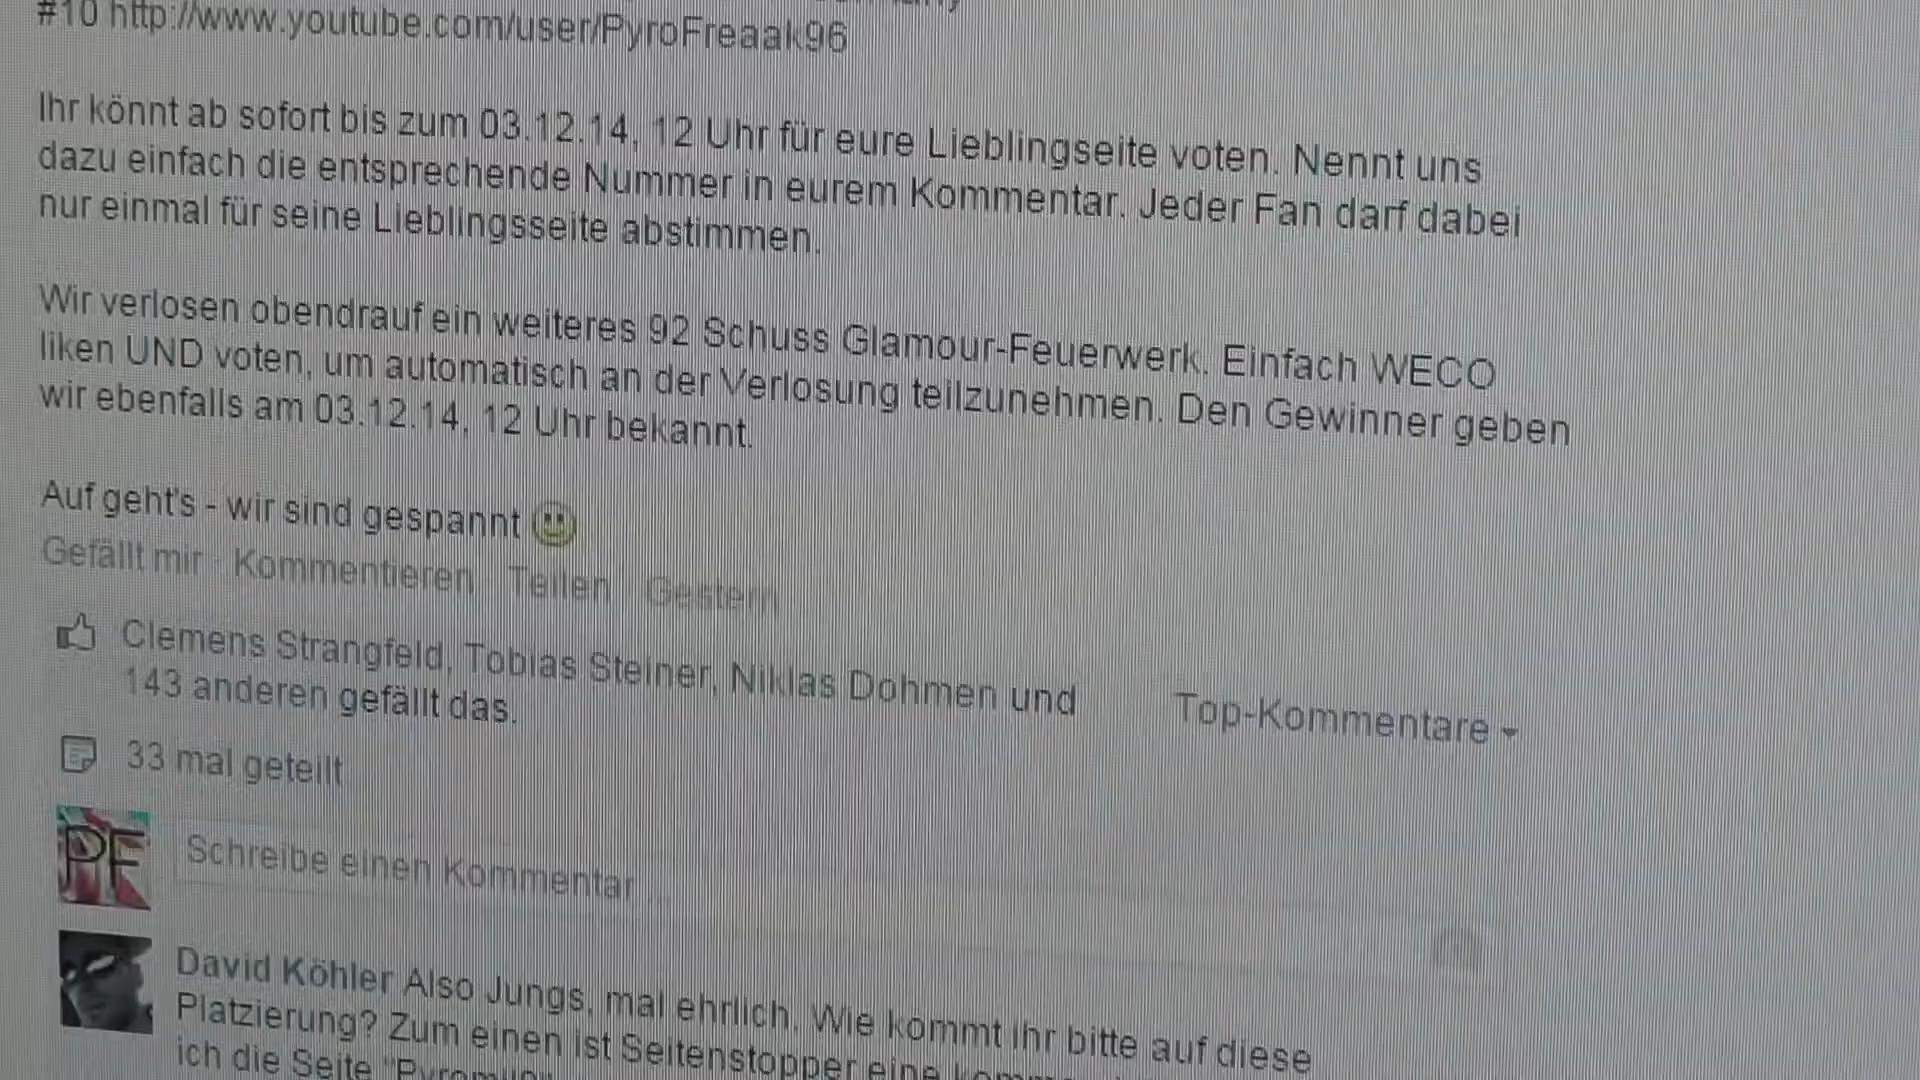 #10 http://www.youtube.com/user/PyroFreaak96
Ihr könnt ab sofort bis zum 03.12.14, 12 Uhr für eure Lieblingseite voten. Nennt uns
dazu einfach die entsprechende Nummer in eurem Kommentar. Jeder Fan darf dabei
nur einmal für seine Lieblingsseite abstimmen.
Wir verlosen obendrauf ein weiteres 92 Schuss Glamour-Feuerwerk. Einfach WECO
liken UND voten, um automatisch an der Verlosung teilzunehmen. Den Gewinner geben
wir ebenfalls am 03.12.14, 12 Uhr bekannt.
Auf geht's - wir sind gespannt
Gefällt mir · Kommentieren · Teilen · Gestern
Clemens Strangfeld, Tobias Steiner, Niklas Dohmen und
143 anderen gefällt das.
Top-Kommentare
33 mal geteilt
PF
Schreibe einen Kommentar ...
David Köhler Also Jungs, mal ehrlich. Wie kommt ihr bitte auf diese
Platzierung? Zum einen ist Seitenstopper eine
ich die Seite